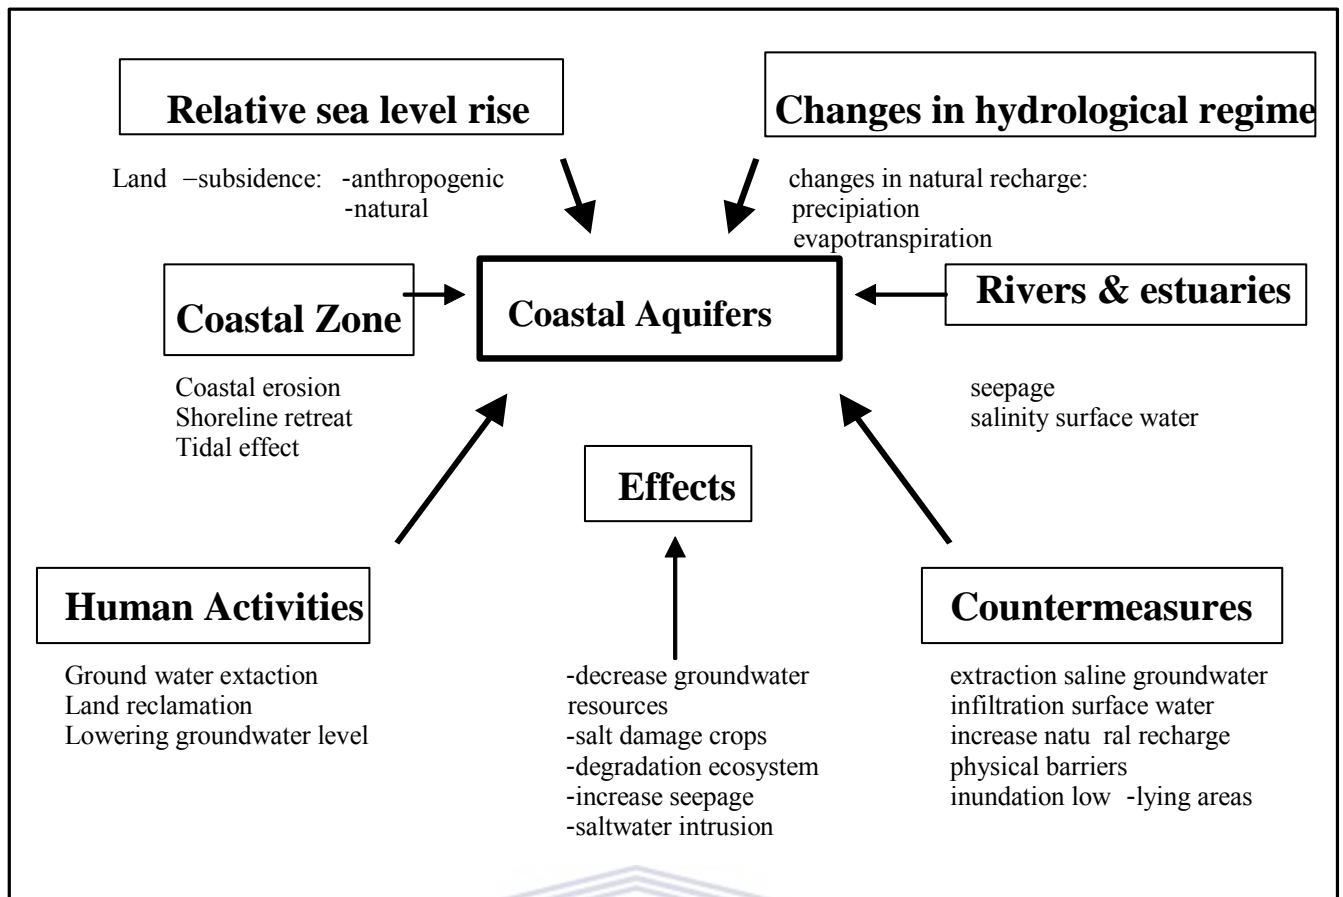 Relative sea level rise
Land –subsidence: -anthropogenic
-natural
Changes in hydrological regime
changes in natural recharge:
precipiation
evapotranspiration
Coastal Zone
Coastal erosion
Shoreline retreat
Tidal effect
Coastal Aquifers
Rivers & estuaries
seepage
salinity surface water
Human Activities
Ground water extaction
Land reclamation
Lowering groundwater level
Effects
-decrease groundwater
resources
-salt damage crops
-degradation ecosystem
-increase seepage
-saltwater intrusion
Countermeasures
extraction saline groundwater
infiltration surface water
increase natu ral recharge
physical barriers
inundation low -lying areas